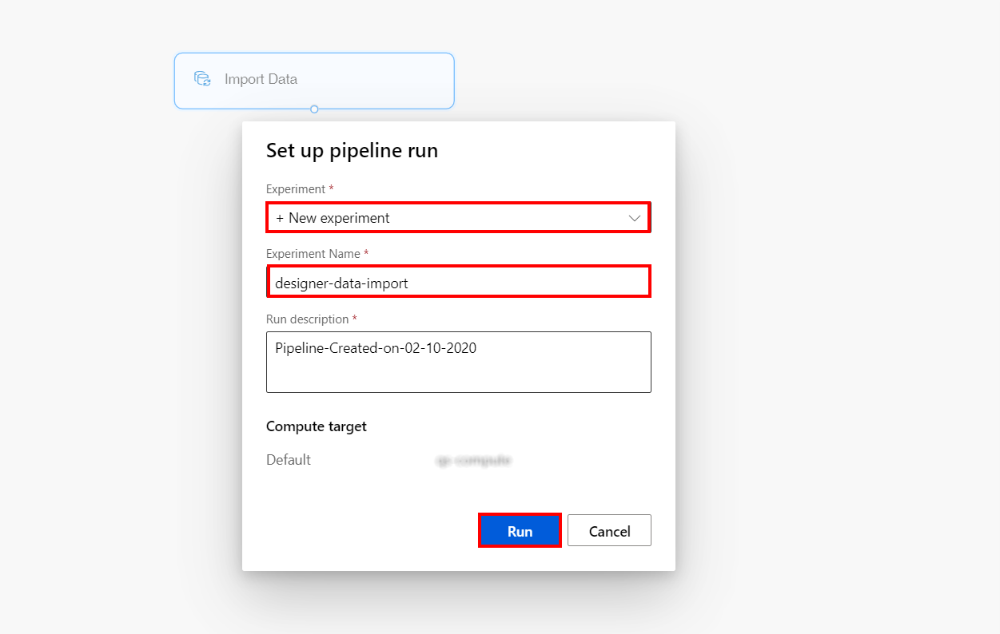 Import Data
Set up pipeline run
Experiment *
+ New experiment
Experiment Name *
designer-data-import
Run description *
Pipeline-Created-on-02-10-2020
Compute target
Default
Run
Cancel